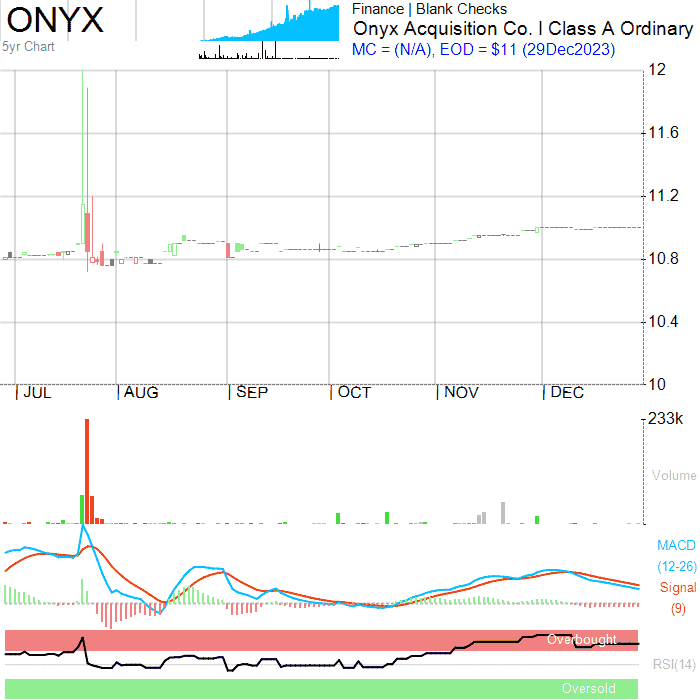 ONYX
5yr Chart
Finance | Blank Checks
Onyx Acquisition Co. I Class A Ordinary
MC = (N/A), EOD = $11 (29Dec2023)
12
11.6
11.2
10.8
10.4
10
JUL AUG SEP OCT NOV DEC
233k
Volume
MACD
(12-26)
Signal
(9)
Overbought
RSI(14)
Oversold